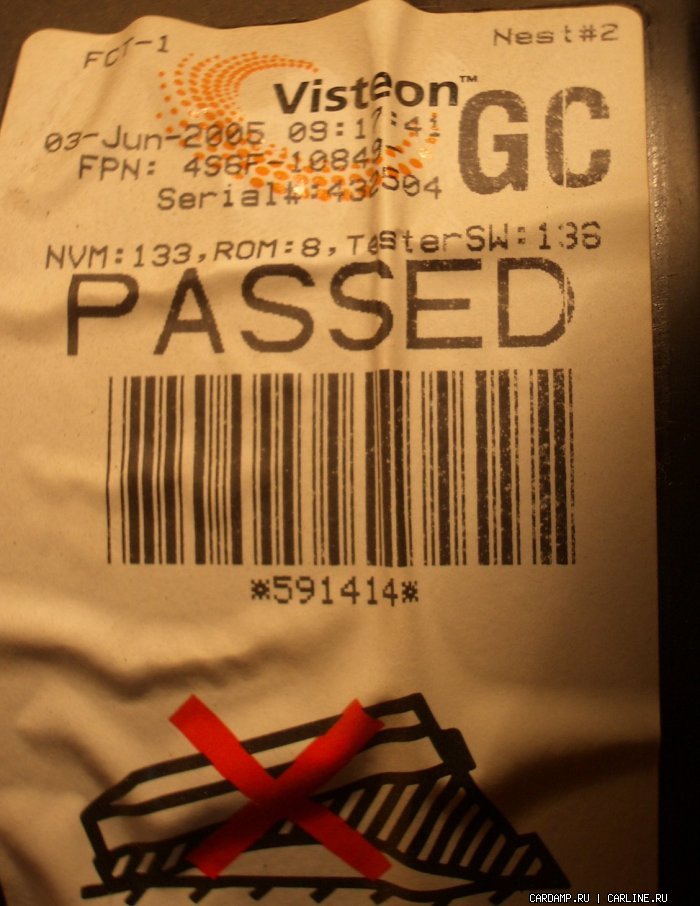 FCT-1 Nest#2
Visteon™
GC
03-Jun-2005 09:17:41
FPN: 4S6F-10849-
Serial#:
NVM:133,ROM:8,TesterSW:136
PASSED
*591414*
CARDAMP.RU | CARLINE.RU